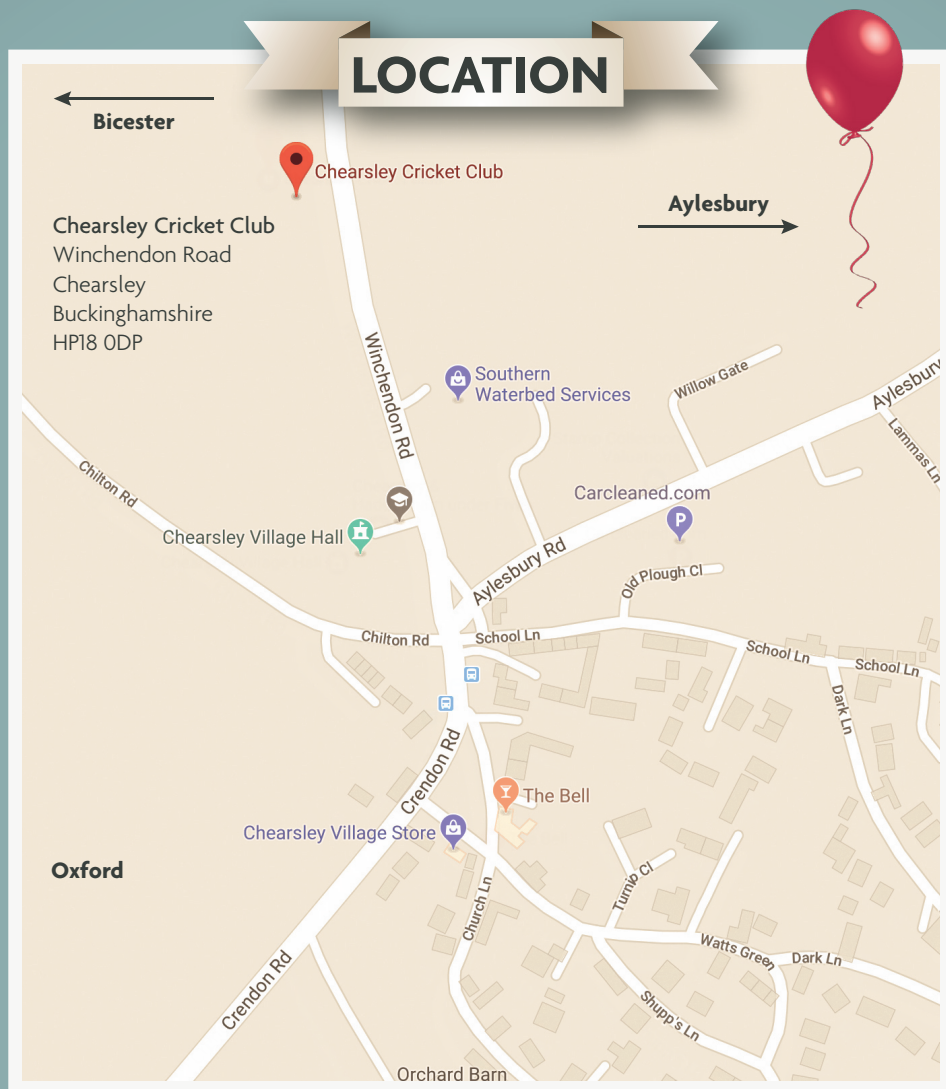 LOCATION
Bicester
Chearsley Cricket Club
Aylesbury
Chearsley Cricket Club
Winchendon Road
Chearsley
Buckinghamshire
HP18 0DP
Winchendon Rd
Southern
Waterbed Services
Willow Gate
Aylesbury
Lammas Ln
Chilton Rd
Carcleaned.com
Chearsley Village Hall
Aylesbury Rd
Old Plough Cl
Chilton Rd
School Ln
School Ln
School Ln
Dark Ln
Crendon Rd
The Bell
Chearsley Village Store
Oxford
Turnip Cl
Church Ln
Watts Green
Dark Ln
Crendon Rd
Shupp's Ln
Orchard Barn